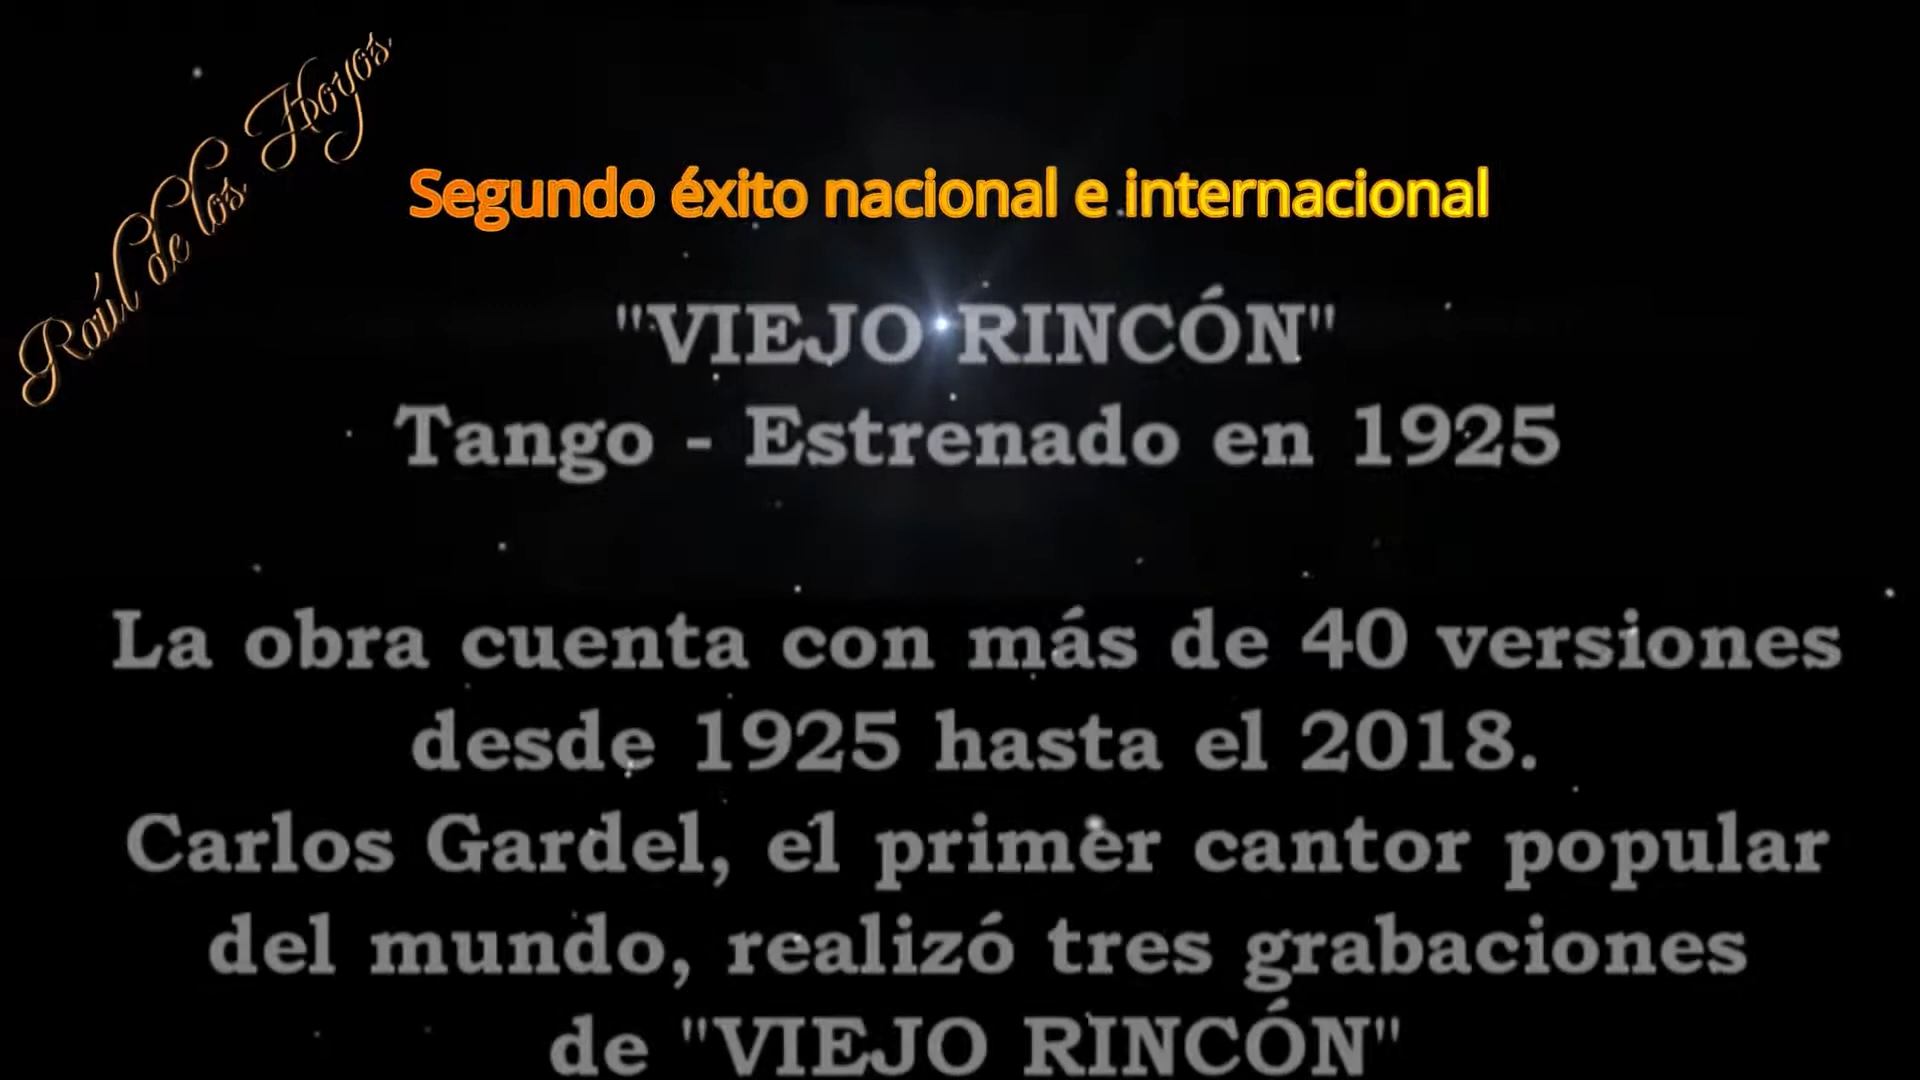 Raúl de los Hoyos
Segundo éxito nacional e internacional
"VIEJO RINCÓN"
Tango - Estrenado en 1925
La obra cuenta con más de 40 versiones
desde 1925 hasta el 2018.
Carlos Gardel, el primer cantor popular
del mundo, realizó tres grabaciones
de "VIEJO RINCÓN"